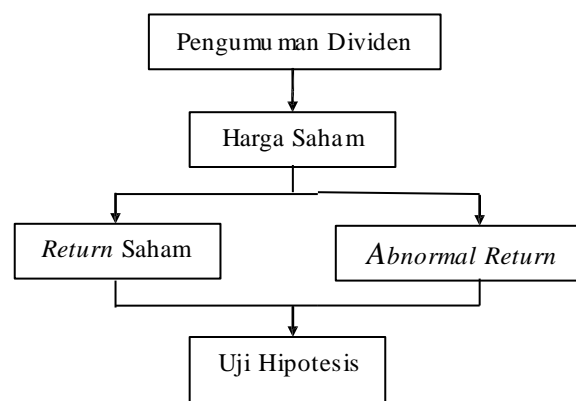 Pengumuman Dividen
Harga Saham
Return Saham
Abnormal Return
Uji Hipotesis